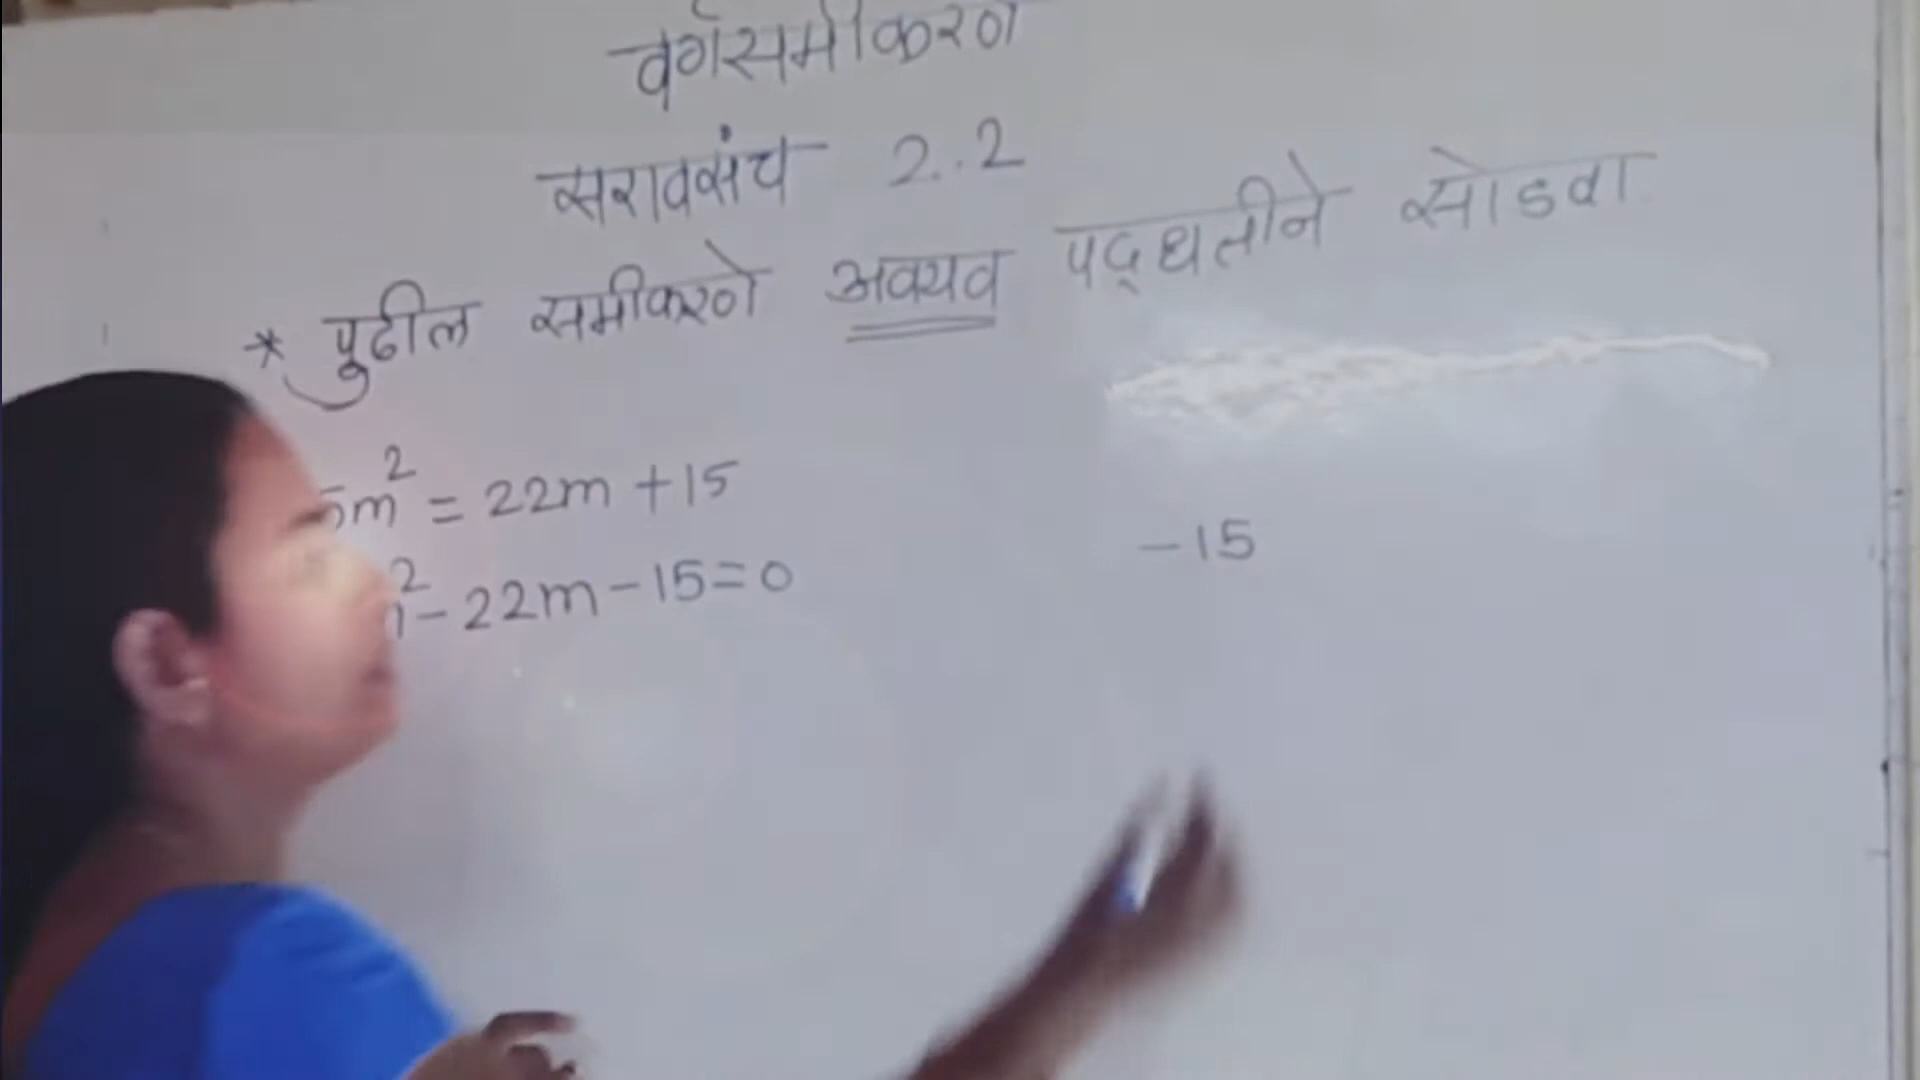 वर्गसमीकरण
सरावसंच 2.2
* पुढील समीकरणे अवयव पद्धतीने सोडवा
5m² = 22m + 15
² - 22m - 15 = 0
- 15